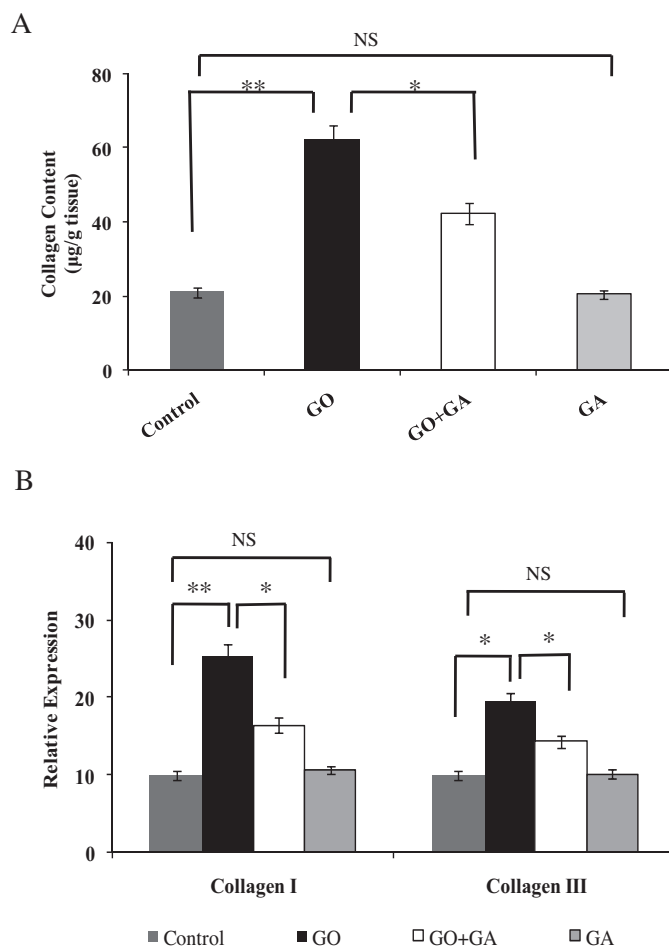 A
NS
**
*
80
60
40
20
0
Collagen Content
(µg/g tissue)
Control
GO
GO+GA
GA
B
NS
**
*
NS
*
*
40
30
20
10
0
Relative Expression
Collagen I
Collagen III
Control
GO
GO+GA
GA